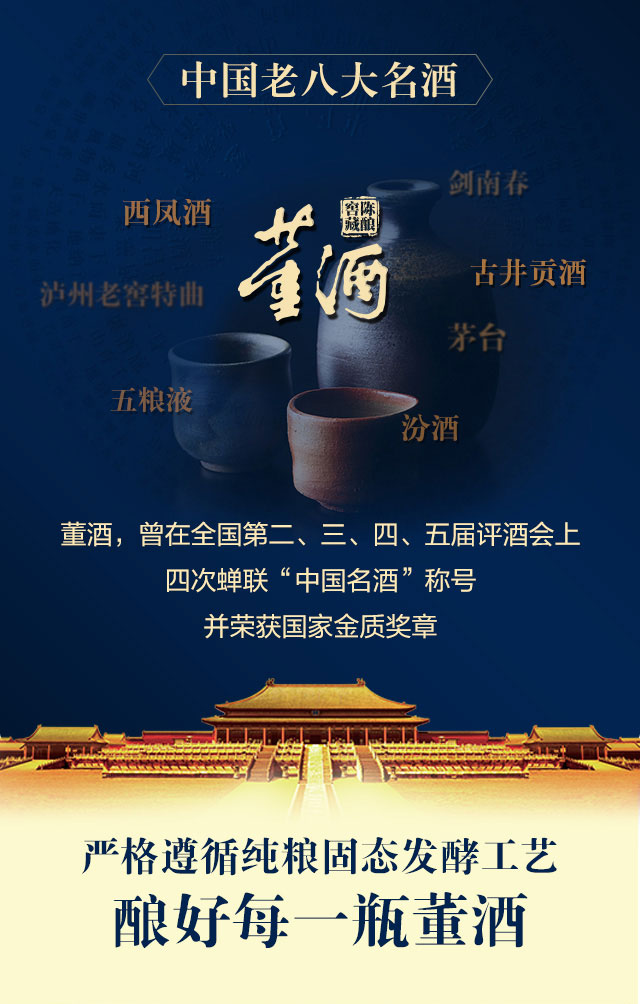 中国老八大名酒
剑南春
西凤酒
陈酿
窖藏
董酒
古井贡酒
泸州老窖特曲
茅台
五粮液
汾酒
董酒，曾在全国第二、三、四、五届评酒会上
四次蝉联“中国名酒”称号
并荣获国家金质奖章
严格遵循纯粮固态发酵工艺
酿好每一瓶董酒